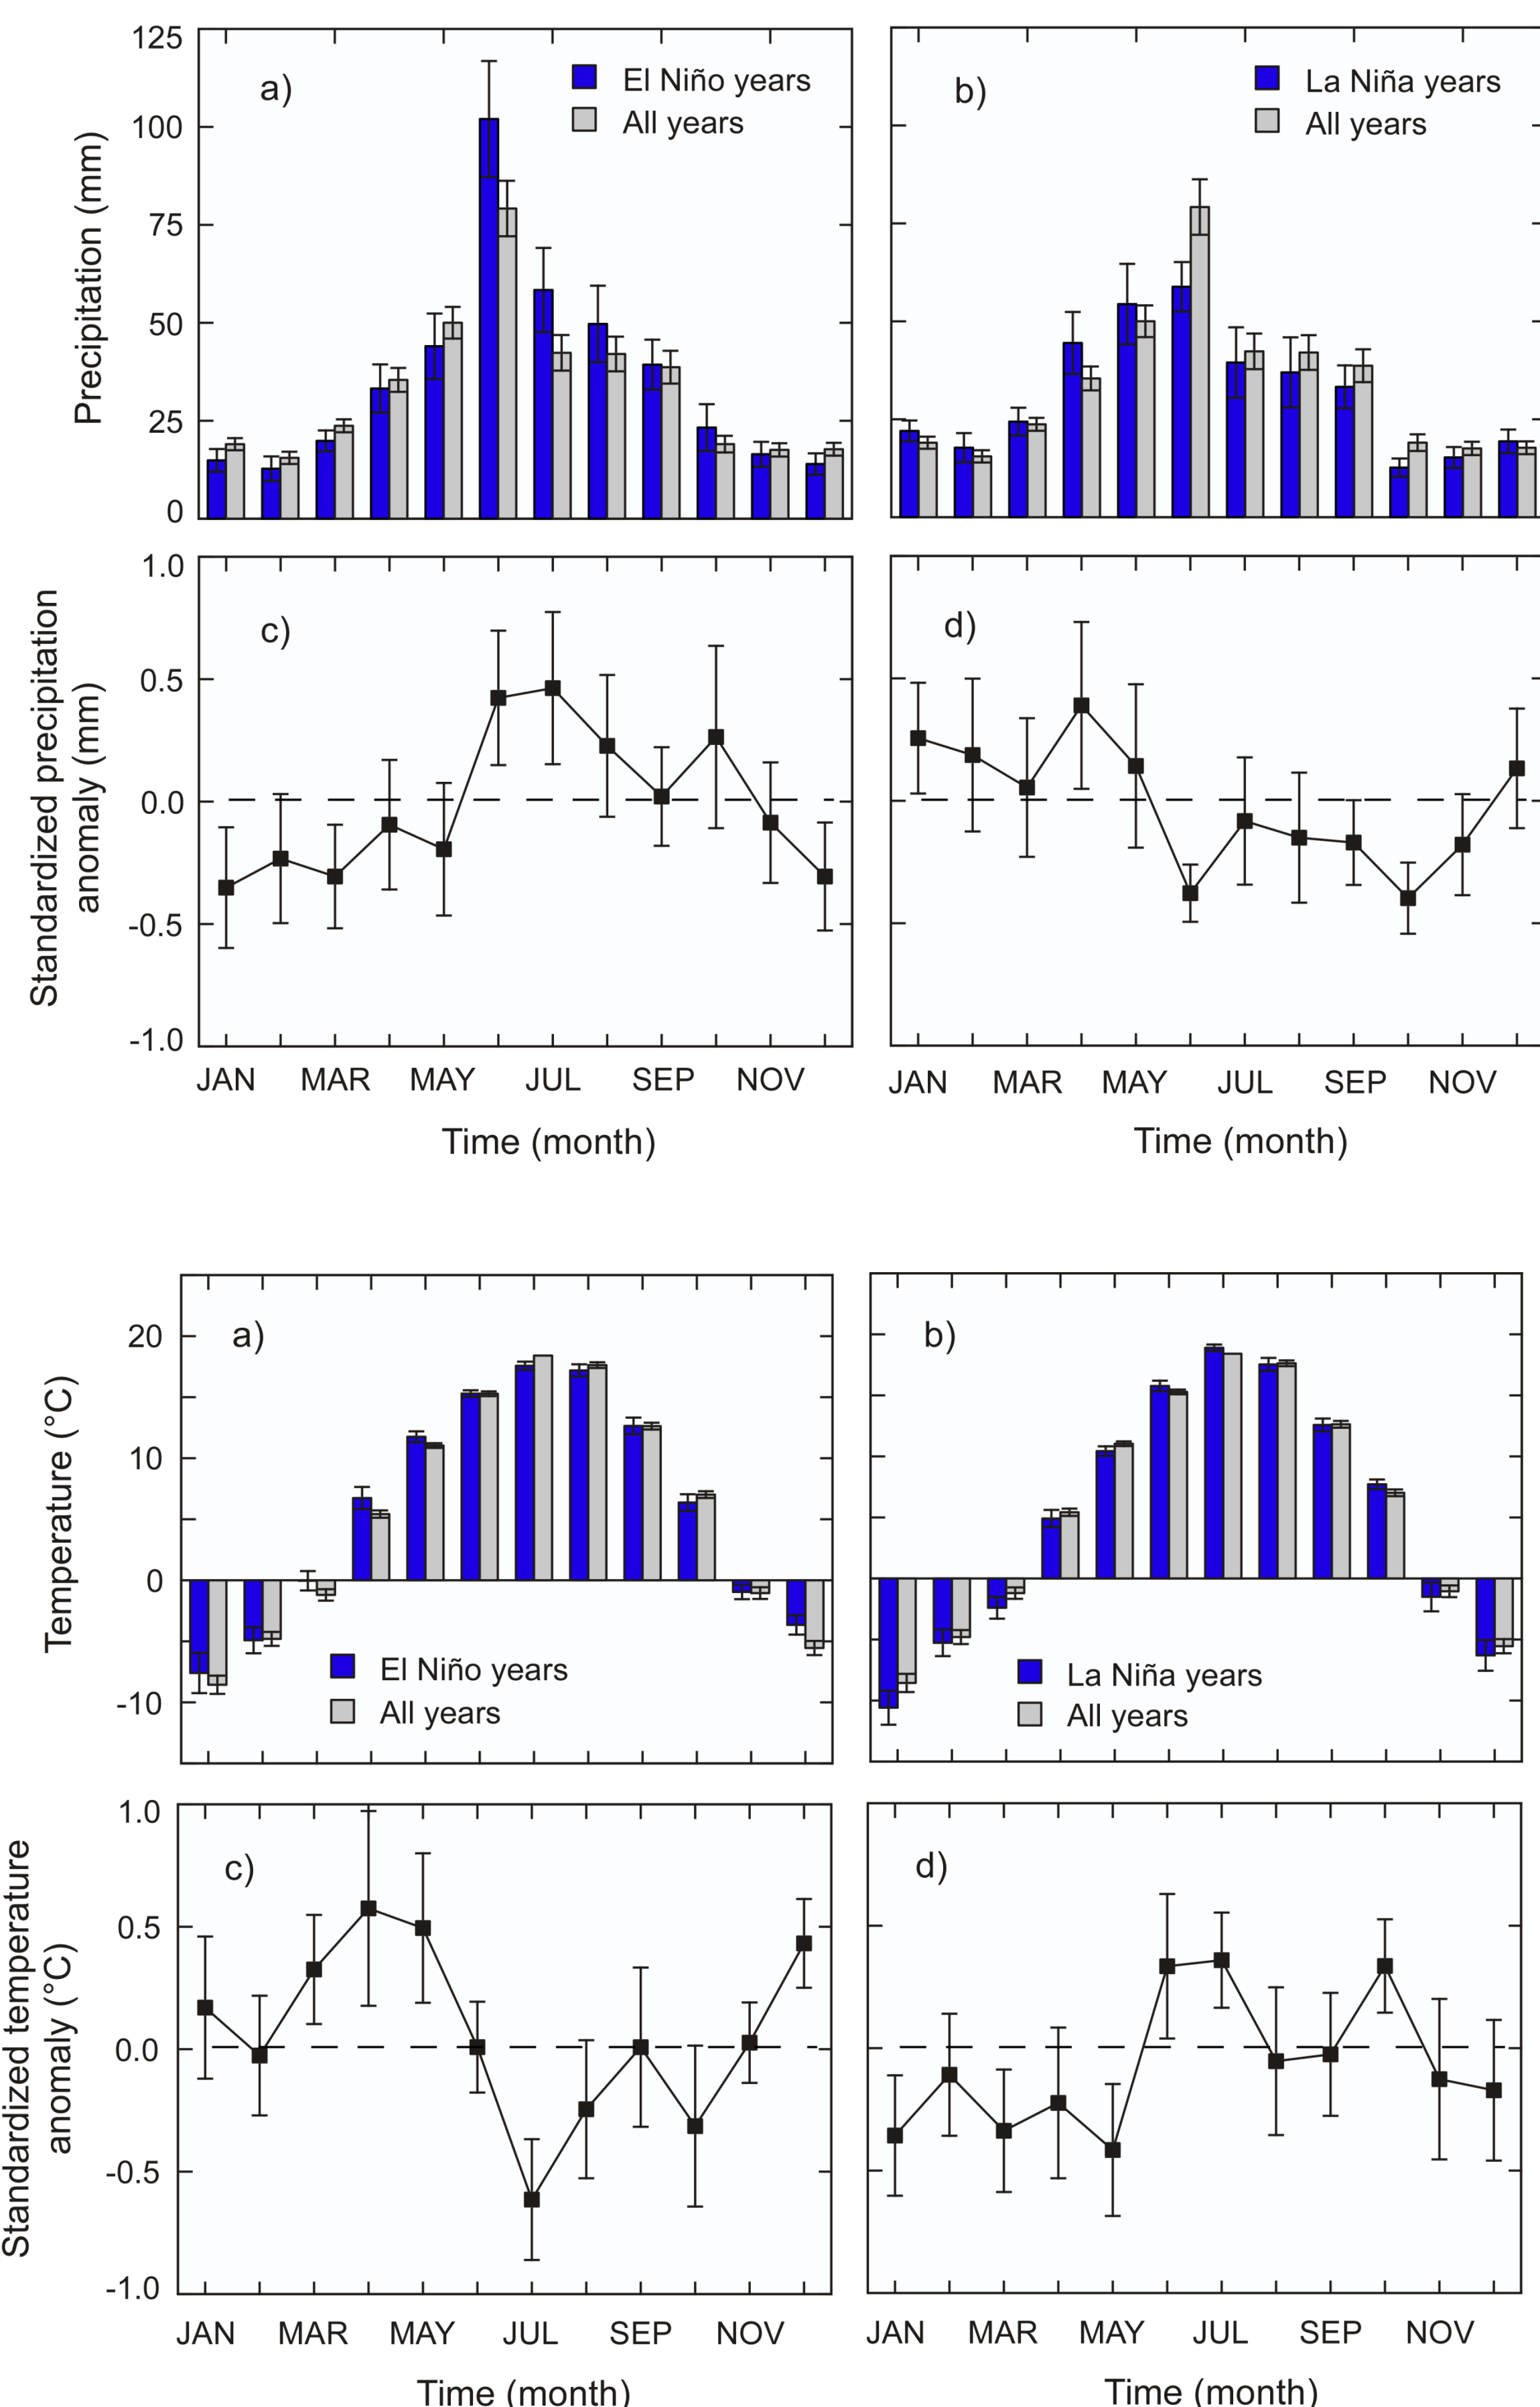 125
100
75
50
25
0
Precipitation (mm)
a)
El Niño years
All years
b)
La Niña years
All years
1.0
0.5
0.0
-0.5
-1.0
Standardized precipitation
anomaly (mm)
c)
d)
JAN MAR MAY JUL SEP NOV
JAN MAR MAY JUL SEP NOV
Time (month)
Time (month)
20
10
0
-10
Temperature (°C)
a)
El Niño years
All years
b)
La Niña years
All years
1.0
0.5
0.0
-0.5
-1.0
Standardized temperature
anomaly (°C)
c)
d)
JAN MAR MAY JUL SEP NOV
JAN MAR MAY JUL SEP NOV
Time (month)
Time (month)